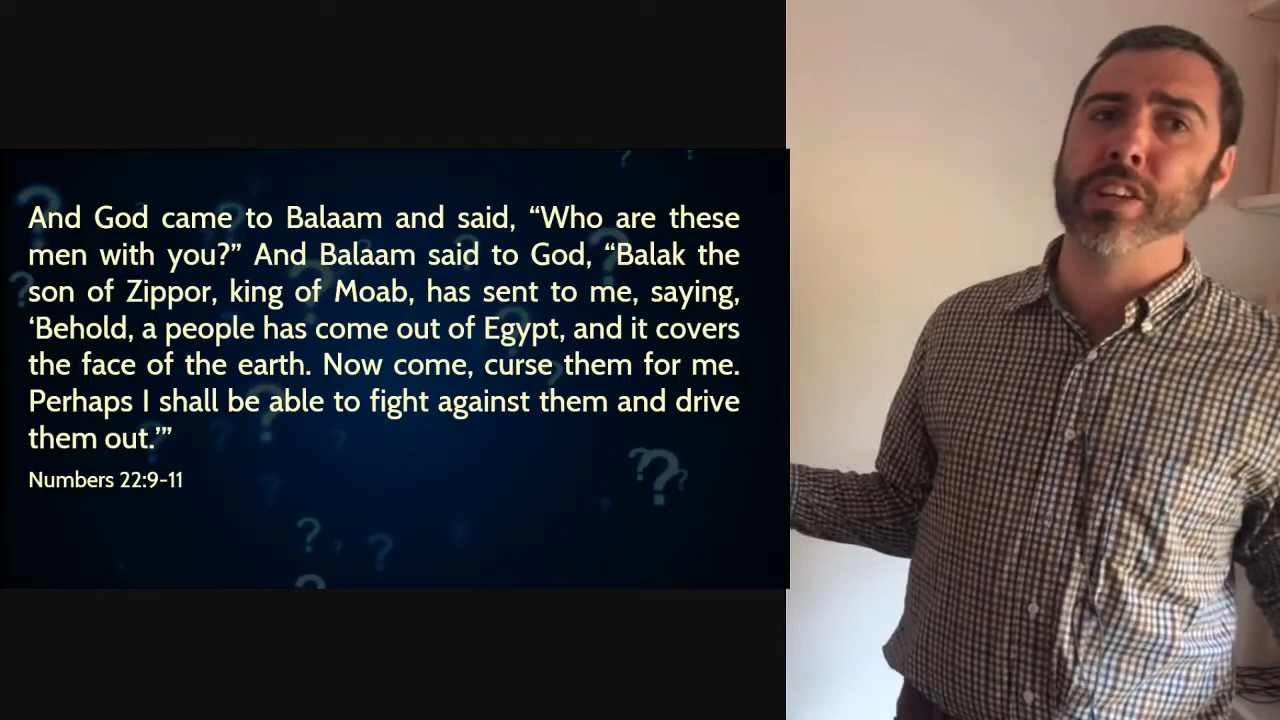 And God came to Balaam and said, “Who are these
men with you?” And Balaam said to God, “Balak the
son of Zippor, king of Moab, has sent to me, saying,
‘Behold, a people has come out of Egypt, and it covers
the face of the earth. Now come, curse them for me.
Perhaps I shall be able to fight against them and drive
them out.’”
Numbers 22:9-11